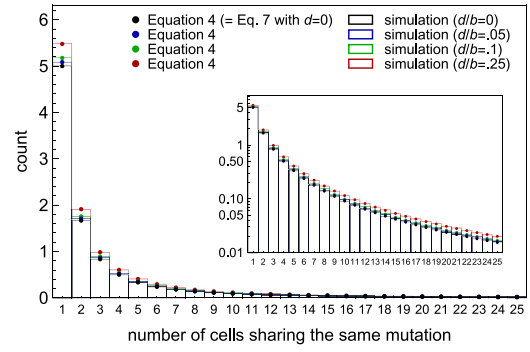 Equation 4 (= Eq. 7 with d=0)
Equation 4
Equation 4
Equation 4
simulation (d/b=0)
simulation (d/b=.05)
simulation (d/b=.1)
simulation (d/b=.25)
6
5
4
3
2
1
0
count
5
1
0.50
0.10
0.05
0.01
1 2 3 4 5 6 7 8 9 10 11 12 13 14 15 16 17 18 19 20 21 22 23 24 25
1 2 3 4 5 6 7 8 9 10 11 12 13 14 15 16 17 18 19 20 21 22 23 24 25
number of cells sharing the same mutation